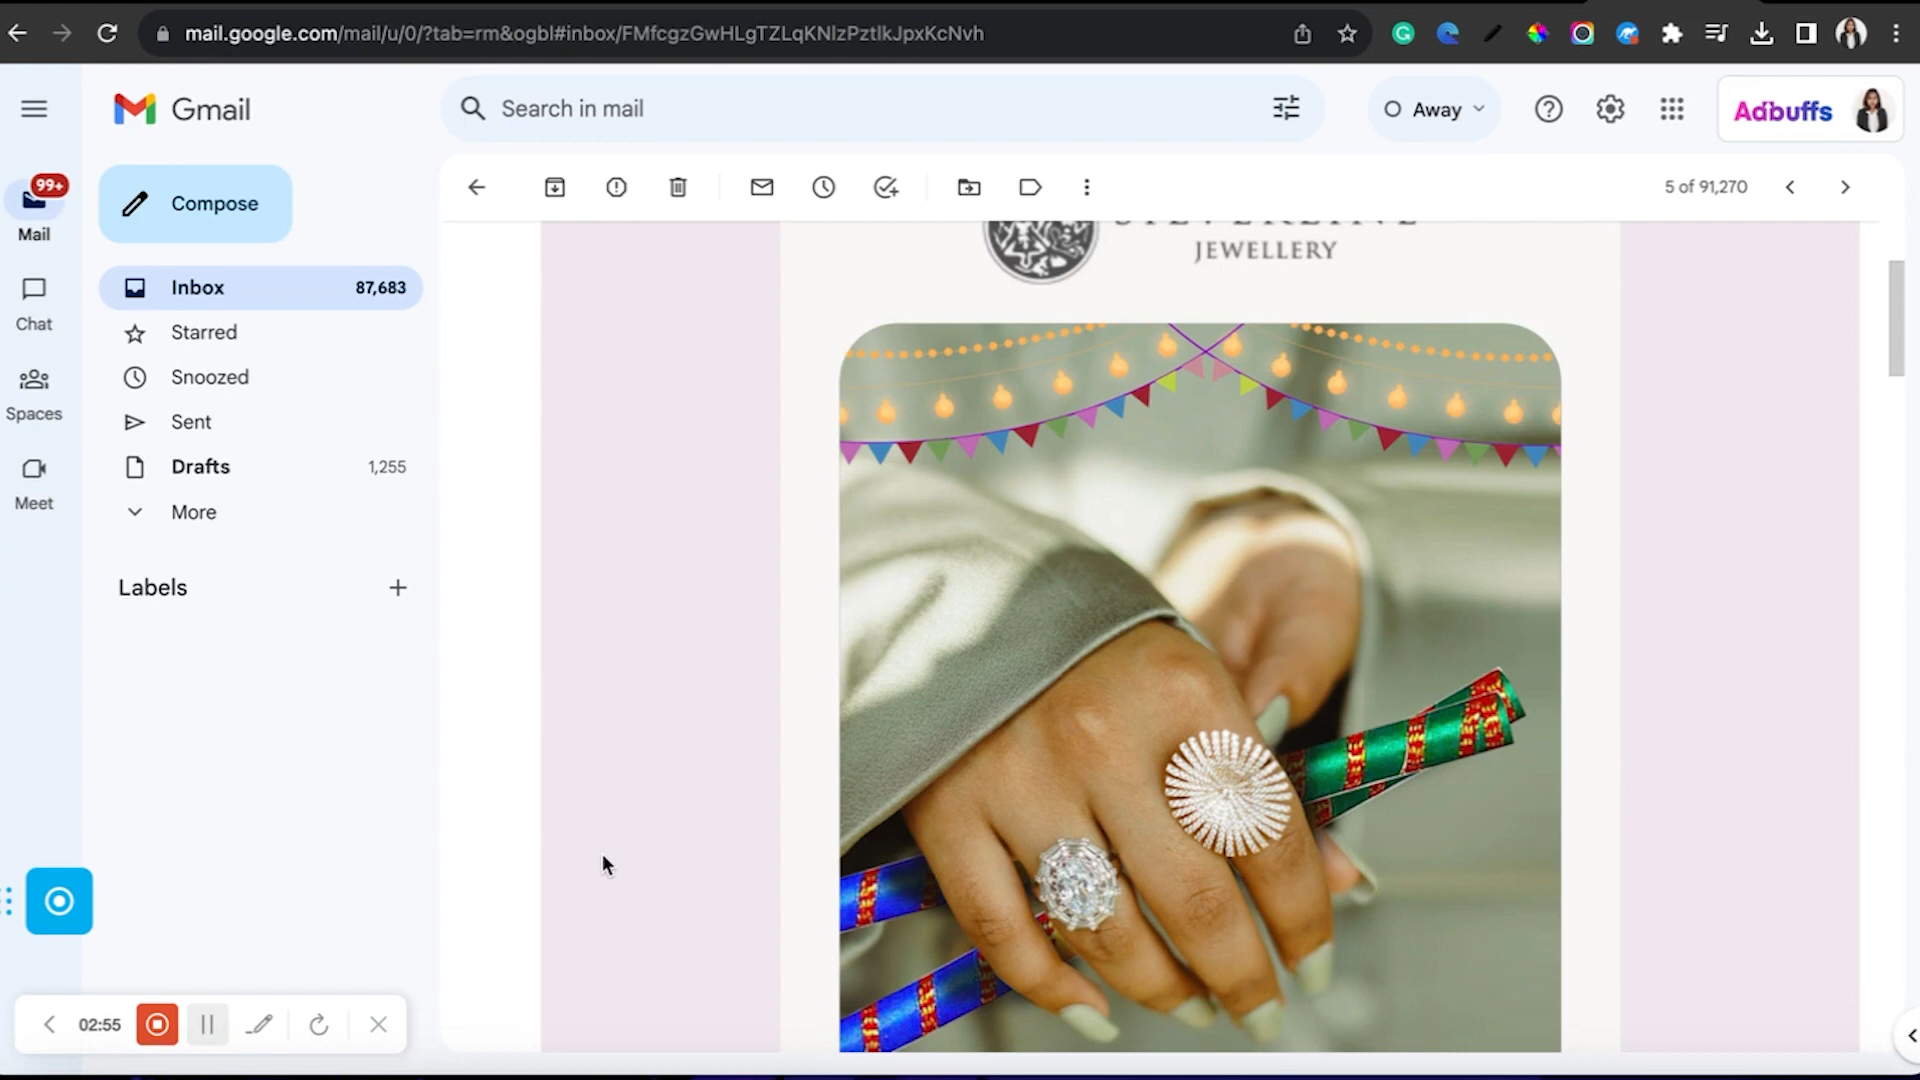 mail.google.com/mail/u/0/?tab=rm&ogbl#inbox/FMfcgzGwHLgTZLqKNlzPztlkJpxKcNvh
Gmail
Search in mail
Away
Adbuffs
99+
Mail
Compose
5 of 91,270
Inbox 87,683
Chat
Starred
Snoozed
Spaces
Sent
Drafts 1,255
Meet
More
Labels
JEWELLERY
02:55